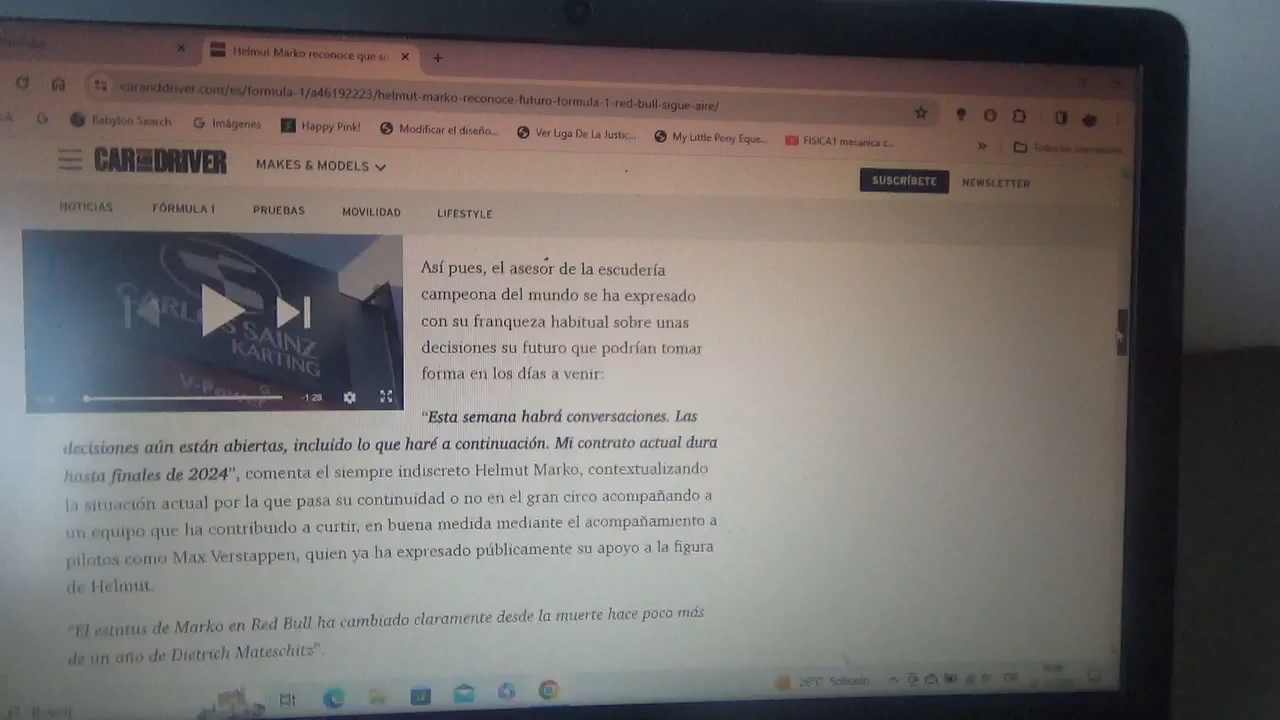 Helmut Marko reconoce que su
caranddriver.com/es/formula-1/a46192223/helmut-marko-reconoce-futuro-formula-1-red-bull-sigue-aire/
Babylon Search Imágenes Happy Pink! Modificar el diseño... Ver Liga De La Justic... My Little Pony Eque... FISICA1 mecanica c... » Todos los
CAR AND DRIVER MAKES & MODELS SUSCRÍBETE NEWSLETTER
NOTICIAS FÓRMULA 1 PRUEBAS MOVILIDAD LIFESTYLE
CARLOS SAINZ
KARTING
V-Power
-1:28
Así pues, el asesor de la escudería
campeona del mundo se ha expresado
con su franqueza habitual sobre unas
decisiones su futuro que podrían tomar
forma en los días a venir:
“Esta semana habrá conversaciones. Las
decisiones aún están abiertas, incluido lo que haré a continuación. Mi contrato actual dura
hasta finales de 2024”, comenta el siempre indiscreto Helmut Marko, contextualizando
la situación actual por la que pasa su continuidad o no en el gran circo acompañando a
un equipo que ha contribuido a curtir, en buena medida mediante el acompañamiento a
pilotos como Max Verstappen, quien ya ha expresado públicamente su apoyo a la figura
de Helmut.
“El estatus de Marko en Red Bull ha cambiado claramente desde la muerte hace poco más
de un año de Dietrich Mateschitz”.
26°C Soleado